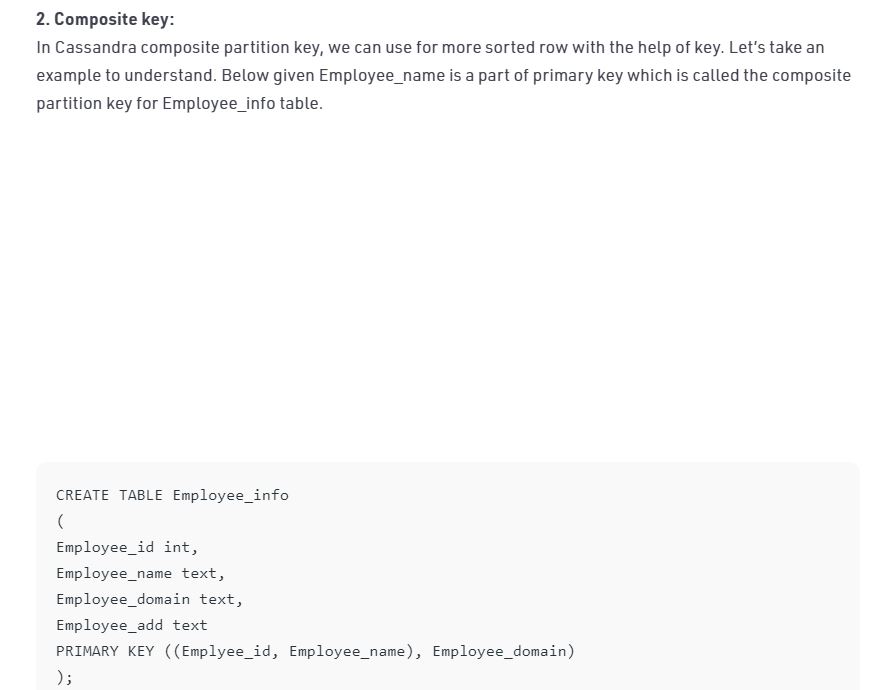 2. Composite key:
In Cassandra composite partition key, we can use for more sorted row with the help of key. Let’s take an
example to understand. Below given Employee_name is a part of primary key which is called the composite
partition key for Employee_info table.
CREATE TABLE Employee_info
(
Employee_id int,
Employee_name text,
Employee_domain text,
Employee_add text
PRIMARY KEY ((Emplyee_id, Employee_name), Employee_domain)
);